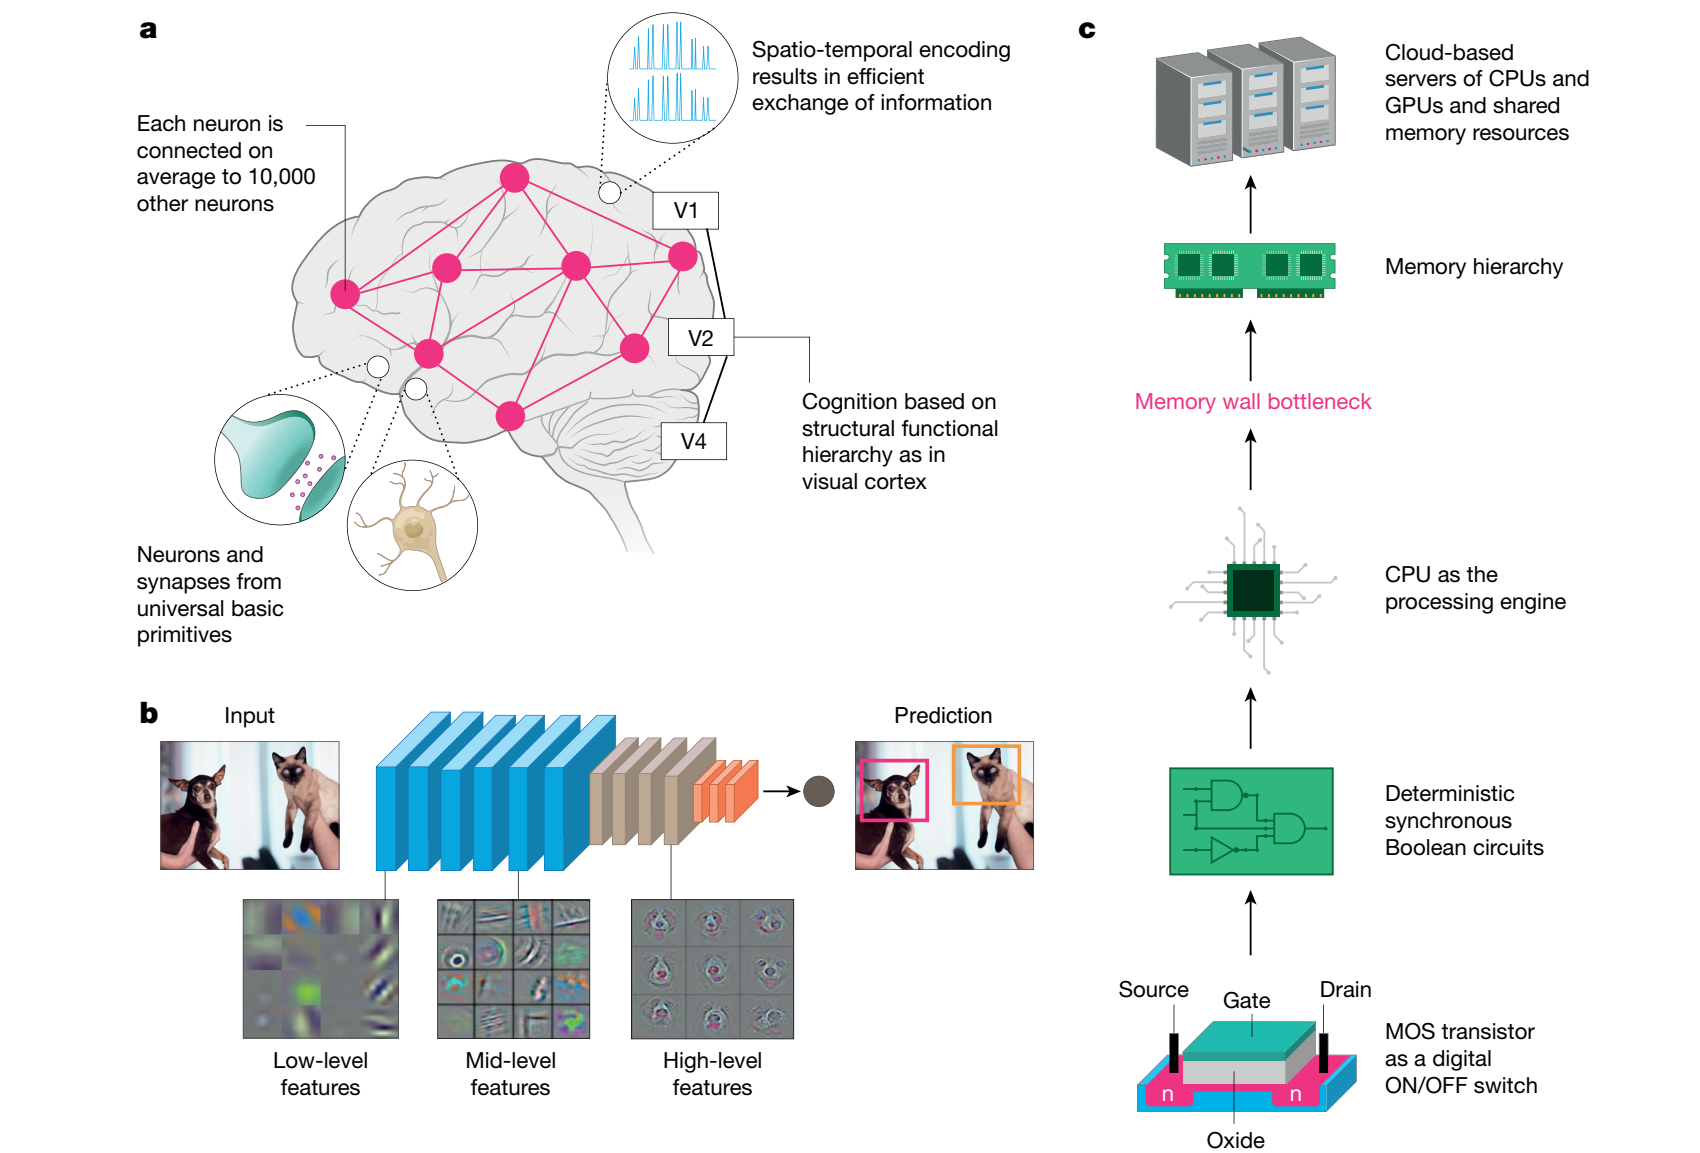 a
Spatio-temporal encoding
results in efficient
exchange of information
Each neuron is
connected on
average to 10,000
other neurons
V1
V2
V4
Cognition based on
structural functional
hierarchy as in
visual cortex
Neurons and
synapses from
universal basic
primitives
b
Input
Prediction
Low-level
features
Mid-level
features
High-level
features
c
Cloud-based
servers of CPUs and
GPUs and shared
memory resources
Memory hierarchy
Memory wall bottleneck
CPU as the
processing engine
Deterministic
synchronous
Boolean circuits
Source
Gate
Drain
MOS transistor
as a digital
ON/OFF switch
n
n
Oxide